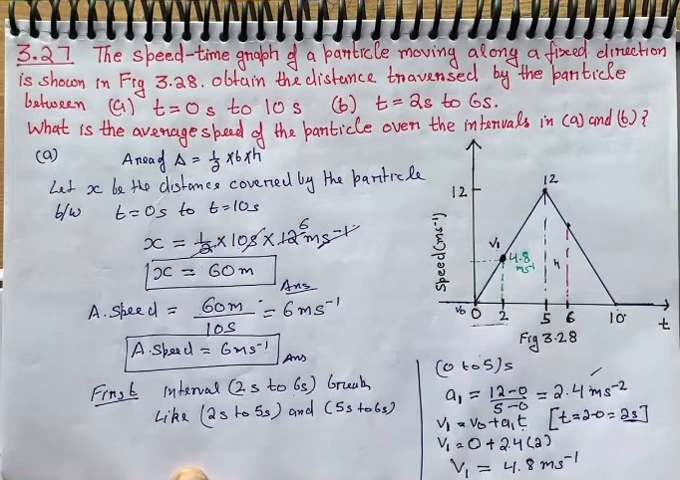 3.27 The speed-time graph of a particle moving along a fixed direction
is shown in Fig 3.28. obtain the distance traversed by the particle
between (a) t = 0 s to 10 s (b) t = 2s to 6s.
What is the average speed of the particle over the intervals in (a) and (b)?
(a) Area of Δ = 1/2 × b × h
Let x be the distance covered by the particle
b/w t = 0s to t = 10s
x = 1/2 × 10s × 12 6 ms⁻¹
x = 60m
Ans
A. speed = 60m / 10s = 6 ms⁻¹
A. speed = 6ms⁻¹ Ans
First Interval (2s to 6s) break
Like (2s to 5s) and (5s to 6s)
12
12
Speed (ms⁻¹)
V₁
4.8
ms⁻¹
h
V₀ 0 2 5 6 10 t
Fig 3.28
(0 to 5)s
a₁ = 12-0 / 5-0 = 2.4 ms⁻²
V₁ = V₀ + a₁t [t = 2-0 = 2s]
V₁ = 0 + 2.4(2)
V₁ = 4.8 ms⁻¹